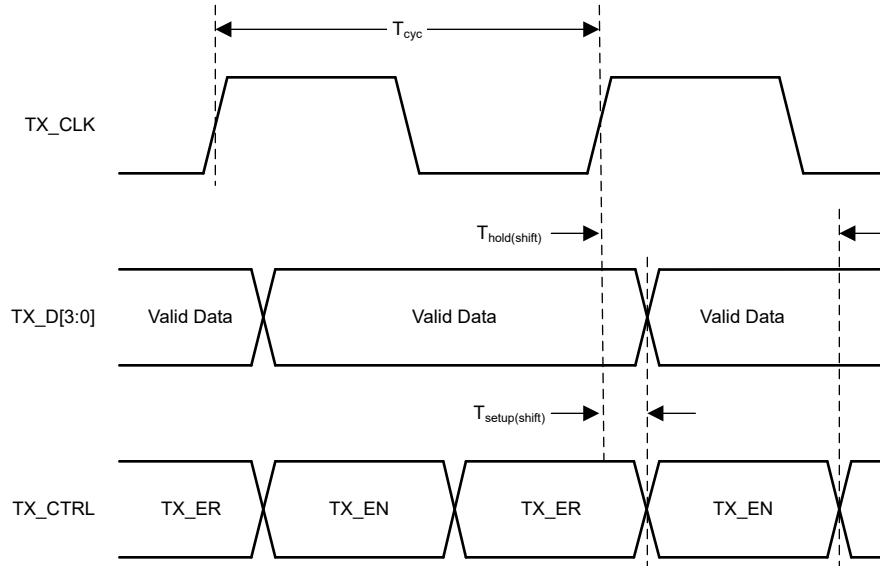 Tcyc
TX_CLK
Thold(shift)
TX_D[3:0] Valid Data Valid Data Valid Data
Tsetup(shift)
TX_CTRL TX_ER TX_EN TX_ER TX_EN